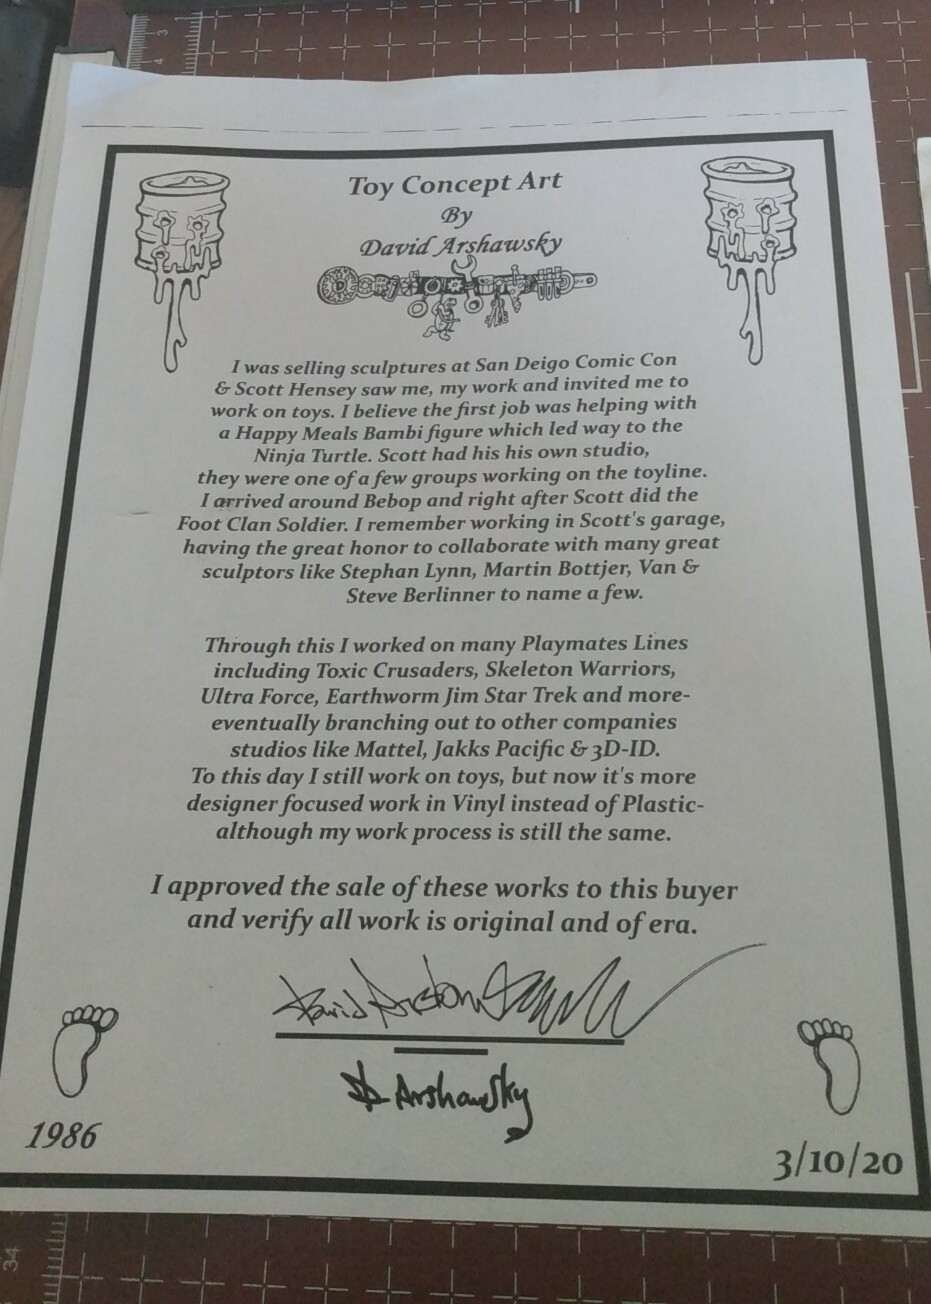 Toy Concept Art
By
David Arshawsky
I was selling sculptures at San Deigo Comic Con
& Scott Hensey saw me, my work and invited me to
work on toys. I believe the first job was helping with
a Happy Meals Bambi figure which led way to the
Ninja Turtle. Scott had his his own studio,
they were one of a few groups working on the toyline.
I arrived around Bebop and right after Scott did the
Foot Clan Soldier. I remember working in Scott's garage,
having the great honor to collaborate with many great
sculptors like Stephan Lynn, Martin Bottjer, Van &
Steve Berlinner to name a few.
Through this I worked on many Playmates Lines
including Toxic Crusaders, Skeleton Warriors,
Ultra Force, Earthworm Jim Star Trek and more-
eventually branching out to other companies
studios like Mattel, Jakks Pacific & 3D-ID.
To this day I still work on toys, but now it's more
designer focused work in Vinyl instead of Plastic-
although my work process is still the same.
I approved the sale of these works to this buyer
and verify all work is original and of era.
David
Arshawsky
1986
3/10/20
34